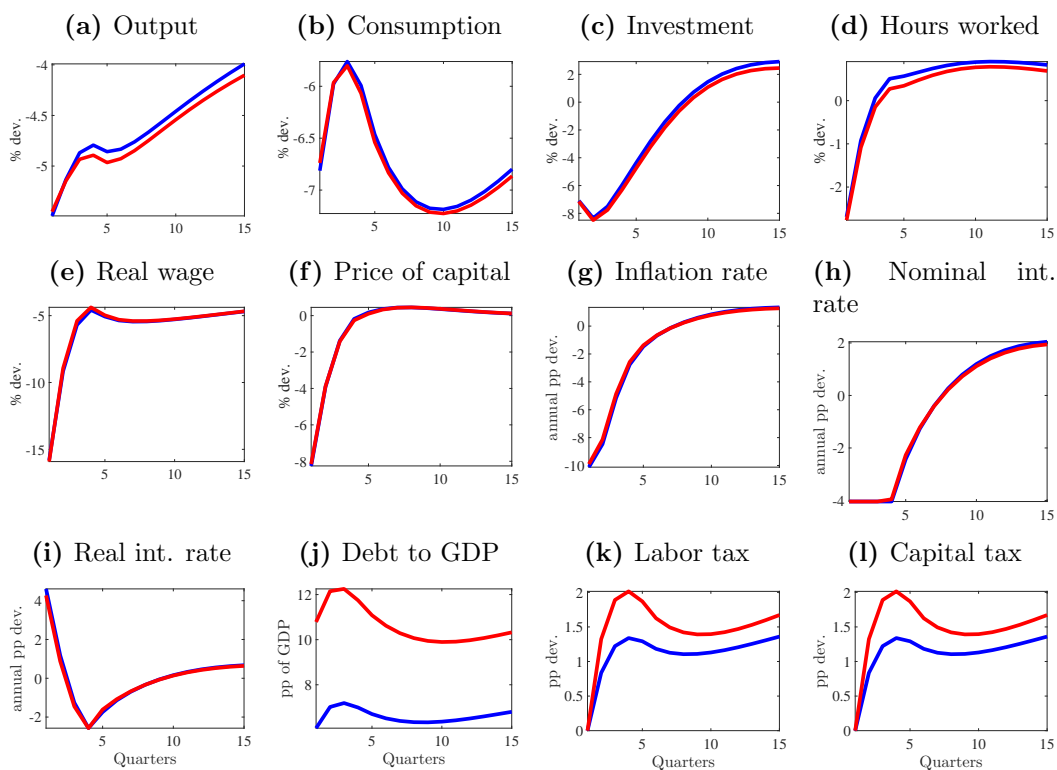 (a) Output
(b) Consumption
(c) Investment
(d) Hours worked
% dev.
-4
-4.5
-5
5 10 15
% dev.
-6
-6.5
-7
5 10 15
% dev.
2
0
-2
-4
-6
-8
5 10 15
% dev.
0
-1
-2
5 10 15
(e) Real wage
(f) Price of capital
(g) Inflation rate
(h) Nominal int.
rate
% dev.
-5
-10
-15
5 10 15
% dev.
0
-2
-4
-6
-8
5 10 15
annual pp dev.
0
-2
-4
-6
-8
-10
5 10 15
annual pp dev.
2
0
-2
-4
5 10 15
(i) Real int. rate
(j) Debt to GDP
(k) Labor tax
(l) Capital tax
annual pp dev.
4
2
0
-2
5 10 15
Quarters
pp of GDP
12
10
8
5 10 15
Quarters
pp dev.
2
1.5
1
0.5
0
5 10 15
Quarters
pp dev.
2
1.5
1
0.5
0
5 10 15
Quarters